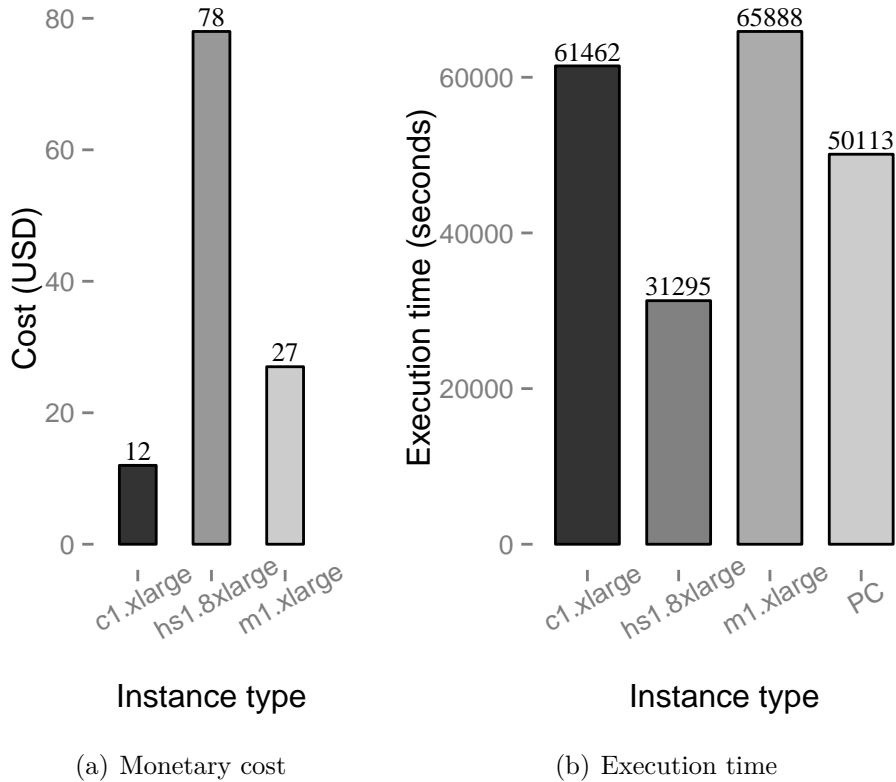 80
60
40
20
0
Cost (USD)
78
27
12
c1.xlarge
hs1.8xlarge
m1.xlarge
Instance type
(a) Monetary cost
60000
40000
20000
0
Execution time (seconds)
61462
31295
65888
50113
c1.xlarge
hs1.8xlarge
m1.xlarge
PC
Instance type
(b) Execution time